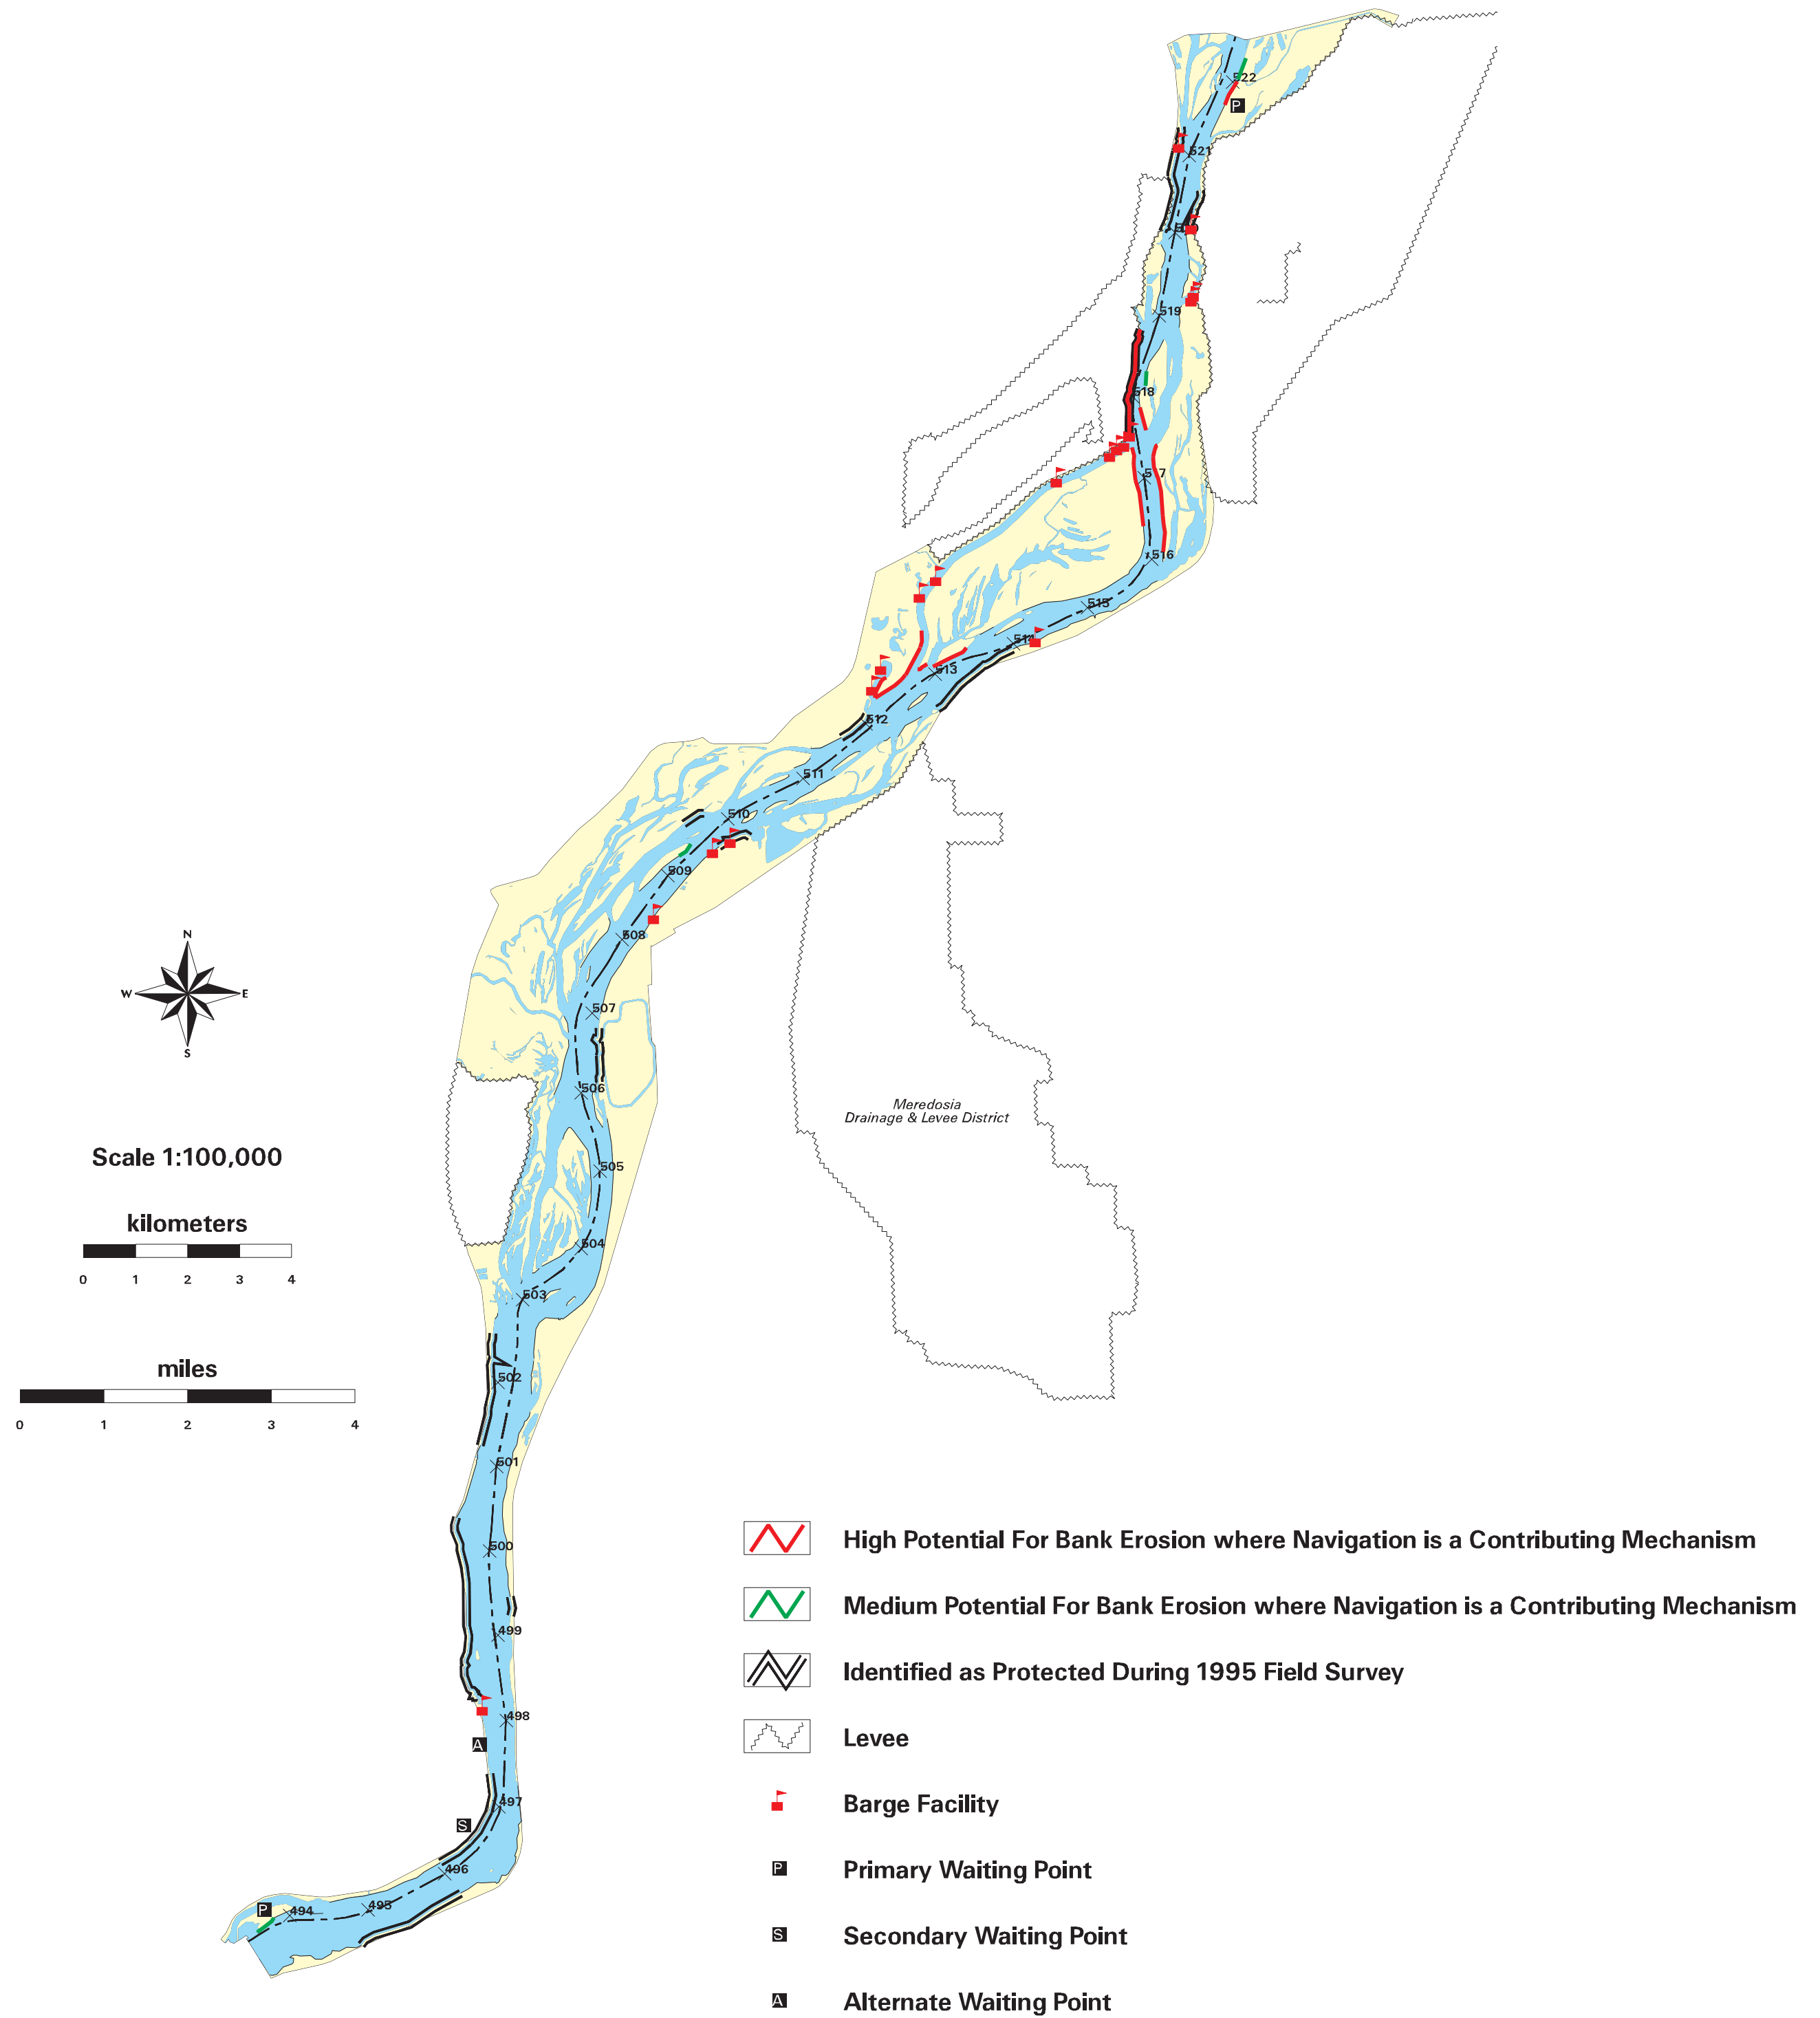 522
P
521
519
518
516
515
513
512
511
510
509
508
507
506
505
504
503
502
501
500
499
498
A
497
S
496
495
P
494
N
W
E
S
Meredosia
Drainage & Levee District
Scale 1:100,000
kilometers
0 1 2 3 4
miles
0 1 2 3 4
High Potential For Bank Erosion where Navigation is a Contributing Mechanism
Medium Potential For Bank Erosion where Navigation is a Contributing Mechanism
Identified as Protected During 1995 Field Survey
Levee
Barge Facility
P Primary Waiting Point
S Secondary Waiting Point
A Alternate Waiting Point